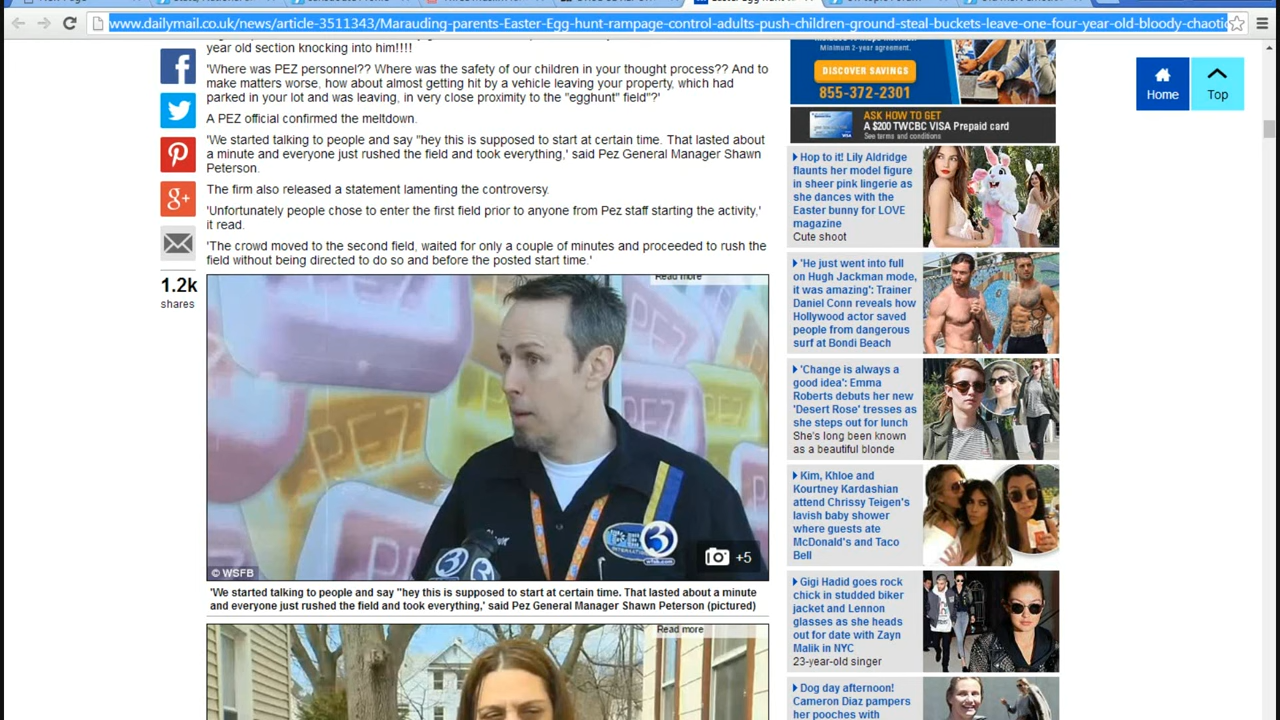 www.dailymail.co.uk/news/article-3511343/Marauding-parents-Easter-Egg-hunt-rampage-control-adults-push-children-ground-steal-buckets-leave-one-four-year-old-bloody-chaotic
year old section knocking into him!!!!
'Where was PEZ personnel?? Where was the safety of our children in your thought process?? And to
make matters worse, how about almost getting hit by a vehicle leaving your property, which had
parked in your lot and was leaving, in very close proximity to the "egghunt" field"?'
A PEZ official confirmed the meltdown.
'We started talking to people and say "hey this is supposed to start at certain time. That lasted about
a minute and everyone just rushed the field and took everything,' said Pez General Manager Shawn
Peterson.
The firm also released a statement lamenting the controversy.
'Unfortunately people chose to enter the first field prior to anyone from Pez staff starting the activity,'
it read.
'The crowd moved to the second field, waited for only a couple of minutes and proceeded to rush the
field without being directed to do so and before the posted start time.'
1.2k
shares
Read more
PEZ
3
3
wfsb.com
INTERNATIONAL
+5
© WSFB
'We started talking to people and say "hey this is supposed to start at certain time. That lasted about a minute
and everyone just rushed the field and took everything,' said Pez General Manager Shawn Peterson (pictured)
Read more
Minimum 2-year agreement.
DISCOVER SAVINGS
855-372-2301
ASK HOW TO GET
A $200 TWCBC VISA Prepaid card
See terms and conditions
Hop to it! Lily Aldridge
flaunts her model figure
in sheer pink lingerie as
she dances with the
Easter bunny for LOVE
magazine
Cute shoot
'He just went into full
on Hugh Jackman mode,
it was amazing': Trainer
Daniel Conn reveals how
Hollywood actor saved
people from dangerous
surf at Bondi Beach
'Change is always a
good idea': Emma
Roberts debuts her new
'Desert Rose' tresses as
she steps out for lunch
She's long been known
as a beautiful blonde
Kim, Khloe and
Kourtney Kardashian
attend Chrissy Teigen's
lavish baby shower
where guests ate
McDonald's and Taco
Bell
Gigi Hadid goes rock
chick in studded biker
jacket and Lennon
glasses as she heads
out for date with Zayn
Malik in NYC
23-year-old singer
Dog day afternoon!
Cameron Diaz pampers
her pooches with
Home
Top